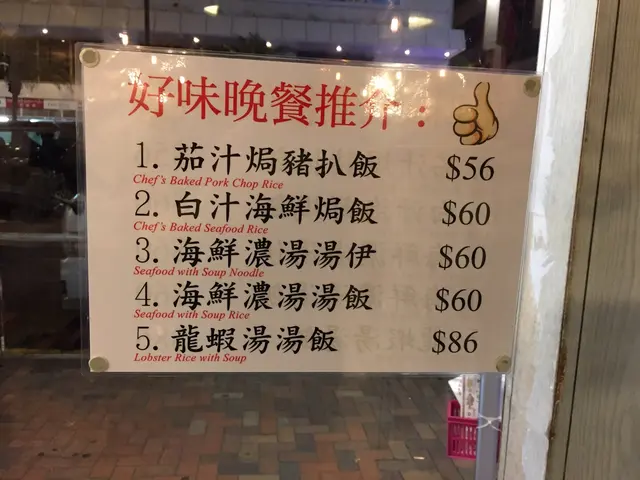 好味晚餐推介：
1. 茄汁焗豬扒飯 $56
Chef's Baked Pork Chop Rice
2. 白汁海鮮焗飯 $60
Chef's Baked Seafood Rice
3. 海鮮濃湯湯伊 $60
Seafood with Soup Noodle
4. 海鮮濃湯湯飯 $60
Seafood with Soup Rice
5. 龍蝦湯湯飯 $86
Lobster Rice with Soup